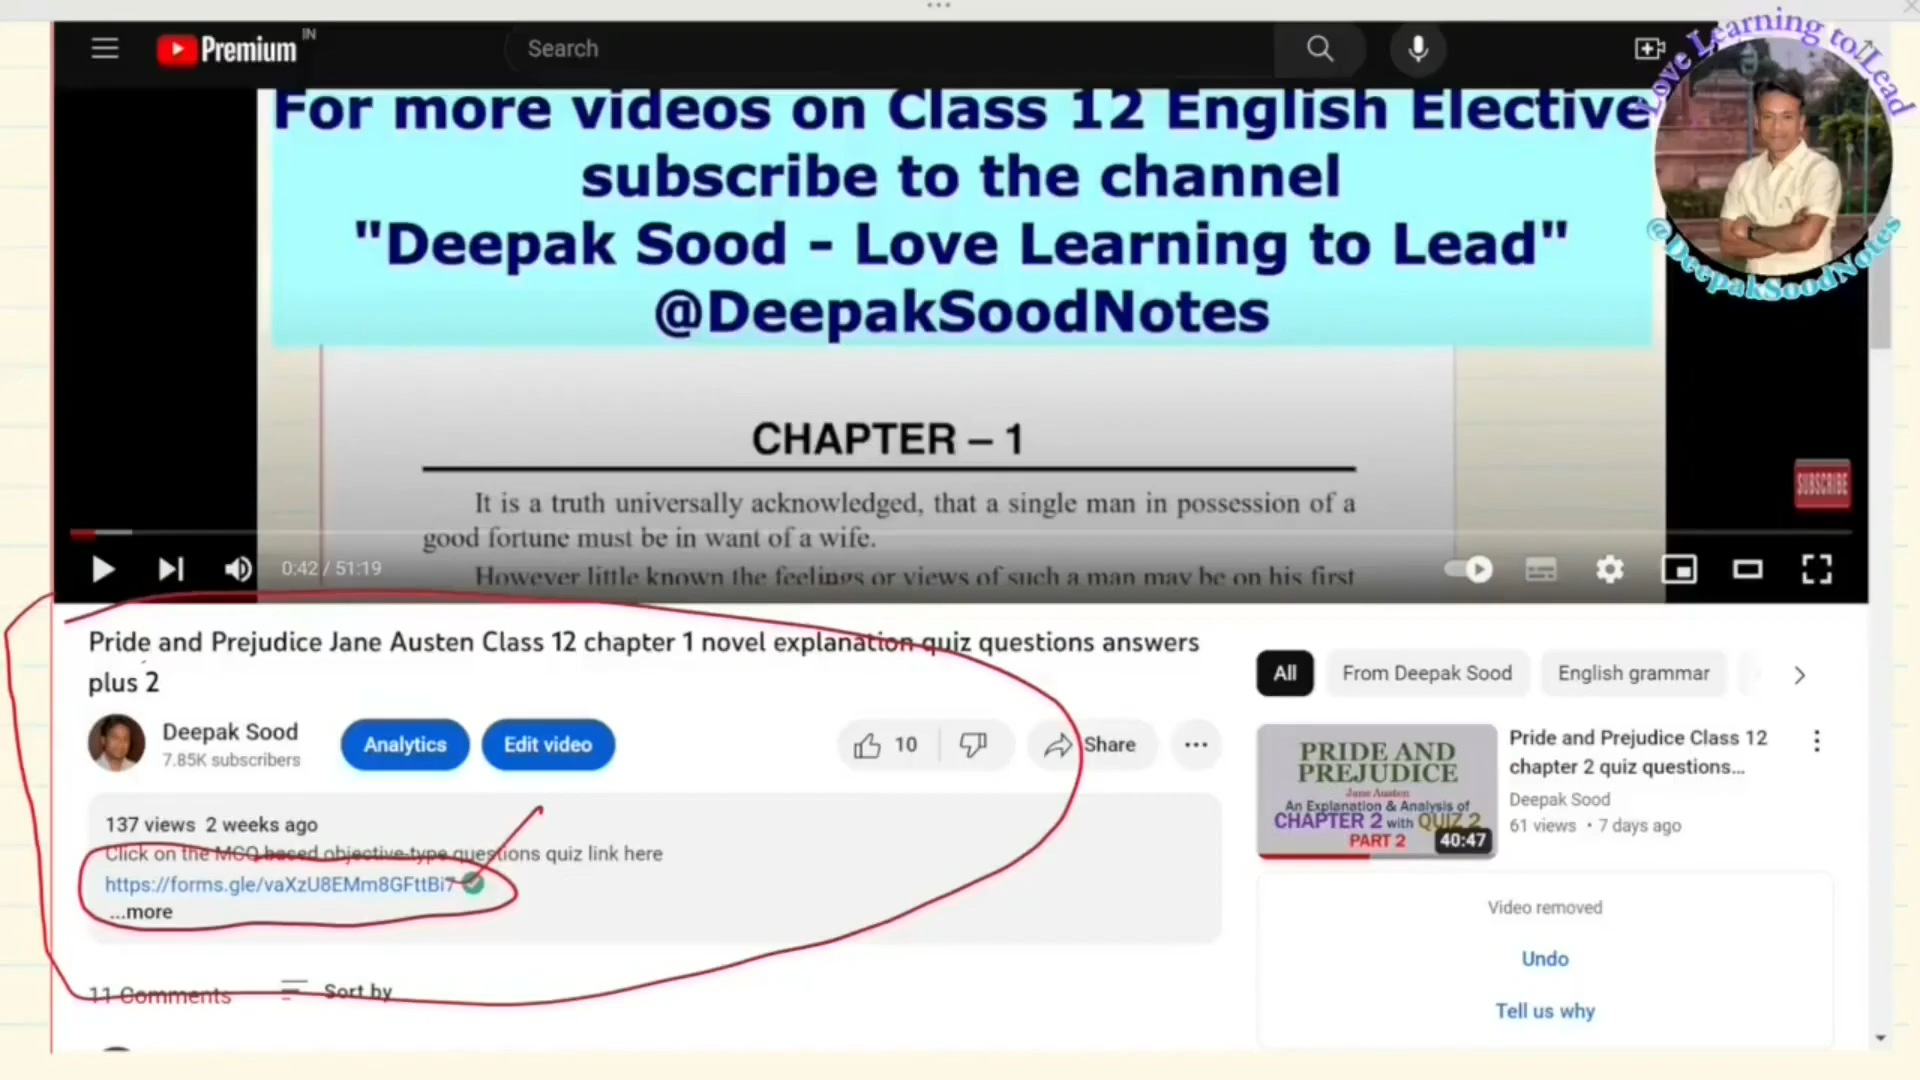 Premium IN
Search
For more videos on Class 12 English Elective
subscribe to the channel
"Deepak Sood - Love Learning to Lead"
@DeepakSoodNotes
Love Learning to Lead
@DeepakSoodNotes
CHAPTER – 1
It is a truth universally acknowledged, that a single man in possession of a
good fortune must be in want of a wife.
However little known the feelings or views of such a man may be on his first
SUBSCRIBE
0:42 / 51:19
Pride and Prejudice Jane Austen Class 12 chapter 1 novel explanation quiz questions answers
plus 2
Deepak Sood
7.85K subscribers
Analytics
Edit video
10
Share
137 views 2 weeks ago
Click on the MCQ based objective-type questions quiz link here
https://forms.gle/vaXzU8EMm8GFttBi7
...more
11 Comments
Sort by
All
From Deepak Sood
English grammar
PRIDE AND
PREJUDICE
Jane Austen
An Explanation & Analysis of
CHAPTER 2 with QUIZ 2
PART 2
40:47
Pride and Prejudice Class 12
chapter 2 quiz questions...
Deepak Sood
61 views • 7 days ago
Video removed
Undo
Tell us why